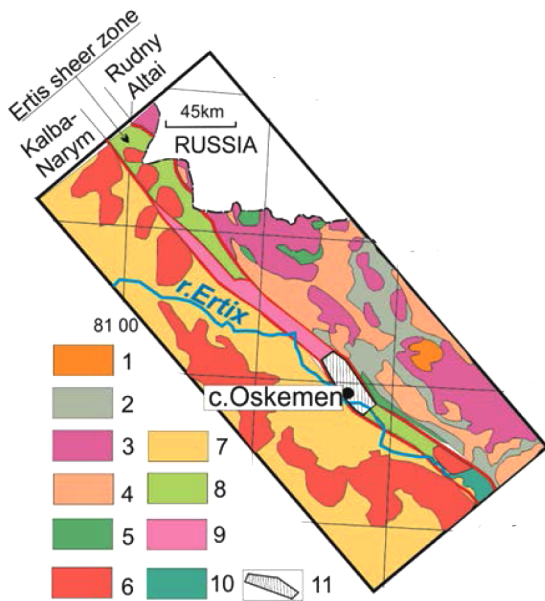 Ertis sheer zone
Rudny
Altai
Kalba-
Narym
45km
RUSSIA
r.Ertix
81 00
c.Oskemen
1
2
3 7
4 8
5 9
6 10 11